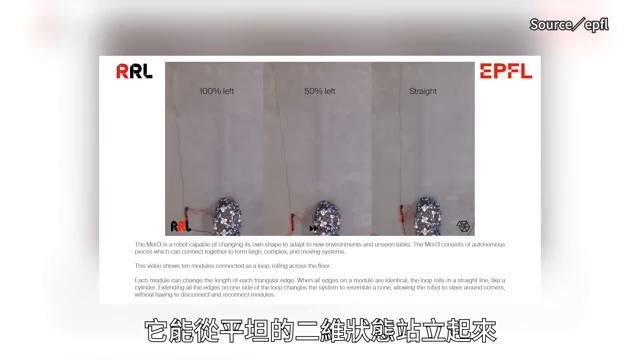 Source／epfl
RRL
EPFL
100% left
50% left
Straight
RRL
The Mori3 is a robot capable of changing its own shape to adapt to new environments and unseen tasks. The Mori3 consists of autonomous
pieces which can connect together to form large, complex, and moving systems.
This video shows ten modules connected as a loop, rolling across the floor.
Each module can change the length of each triangular edge. When all edges on a module are identical, the loop rolls in a straight line, like a
cylinder. Extending all the edges on one side of the loop changes the system to resemble a cone, allowing the robot to steer around corners,
without having to disconnect and reconnect modules.
它能從平坦的二維狀態站立起來